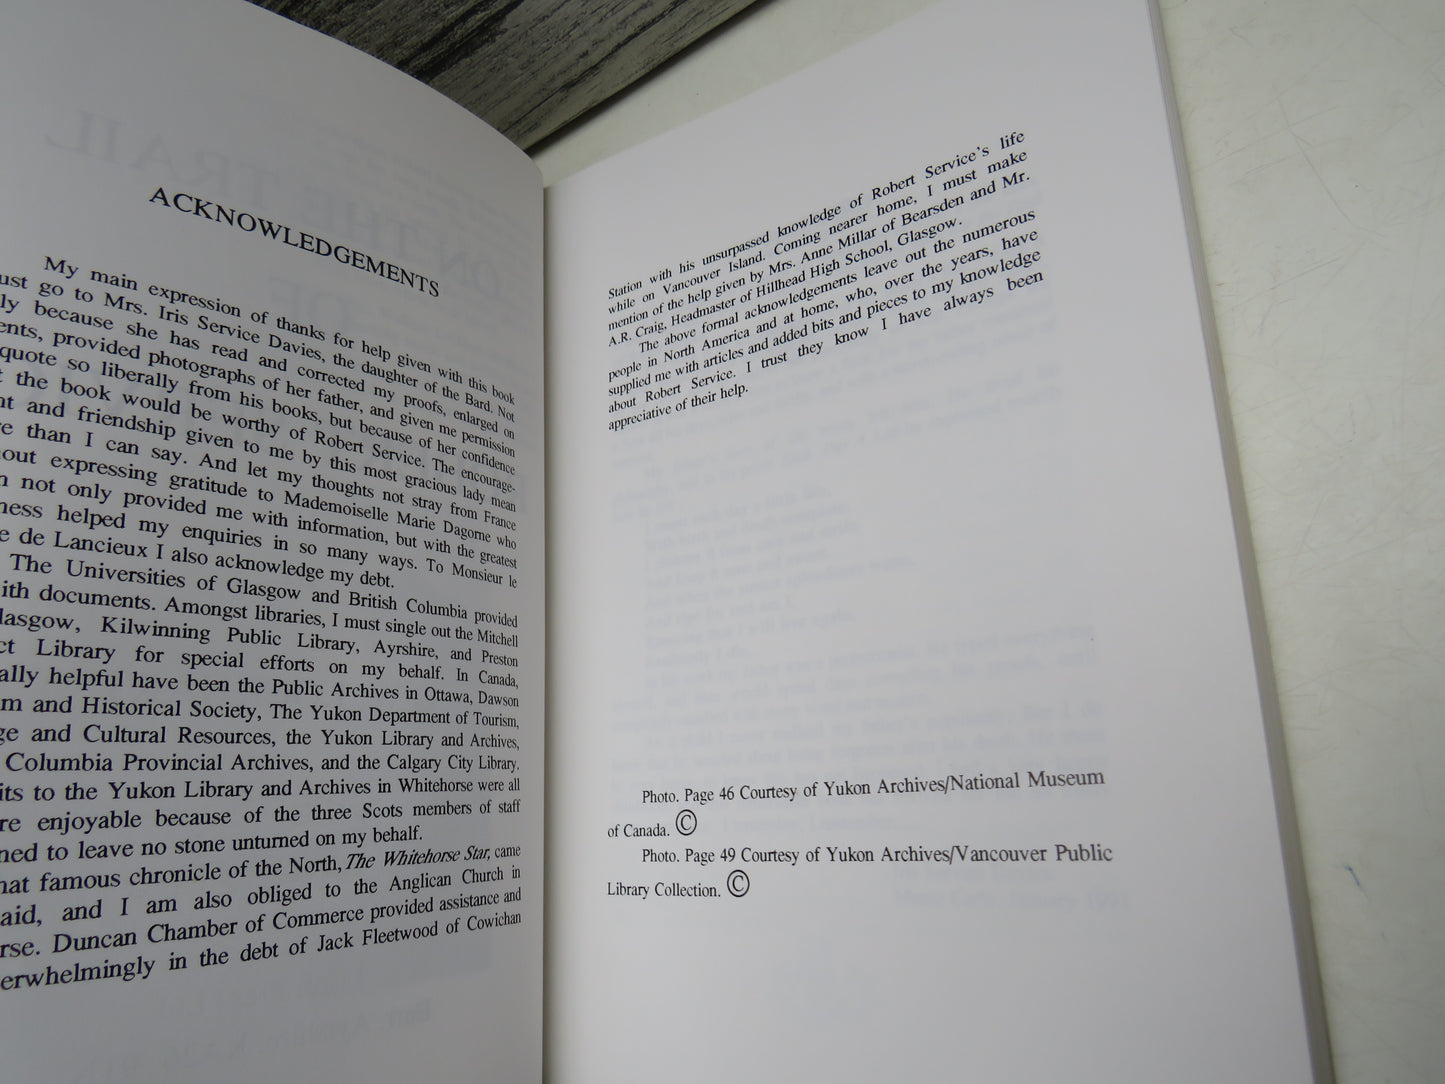 ACKNOWLEDGEMENTS
My main expression of thanks for help given with this book
ust go to Mrs. Iris Service Davies, the daughter of the Bard. Not
ly because she has read and corrected my proofs, enlarged on
ents, provided photographs of her father, and given me permission
quote so liberally from his books, but because of her confidence
t the book would be worthy of Robert Service. The encourage-
nt and friendship given to me by this most gracious lady mean
re than I can say. And let my thoughts not stray from France
hout expressing gratitude to Mademoiselle Marie Dagorne who
n not only provided me with information, but with the greatest
ness helped my enquiries in so many ways. To Monsieur le
e de Lancieux I also acknowledge my debt.
The Universities of Glasgow and British Columbia provided
ith documents. Amongst libraries, I must single out the Mitchell
lasgow, Kilwinning Public Library, Ayrshire, and Preston
ct Library for special efforts on my behalf. In Canada,
ally helpful have been the Public Archives in Ottawa, Dawson
m and Historical Society, The Yukon Department of Tourism,
ge and Cultural Resources, the Yukon Library and Archives,
Columbia Provincial Archives, and the Calgary City Library.
its to the Yukon Library and Archives in Whitehorse were all
re enjoyable because of the three Scots members of staff
ned to leave no stone unturned on my behalf.
hat famous chronicle of the North, The Whitehorse Star, came
aid, and I am also obliged to the Anglican Church in
rse. Duncan Chamber of Commerce provided assistance and
erwhelmingly in the debt of Jack Fleetwood of Cowichan
Station with his unsurpassed knowledge of Robert Service's life
while on Vancouver Island. Coming nearer home, I must make
mention of the help given by Mrs. Anne Millar of Bearsden and Mr.
A.R. Craig, Headmaster of Hillhead High School, Glasgow.
The above formal acknowledgements leave out the numerous
people in North America and at home, who, over the years, have
supplied me with articles and added bits and pieces to my knowledge
about Robert Service. I trust they know I have always been
appreciative of their help.
Photo. Page 46 Courtesy of Yukon Archives/National Museum
of Canada. ©
Photo. Page 49 Courtesy of Yukon Archives/Vancouver Public
Library Collection. ©